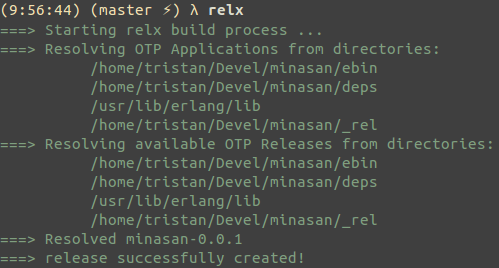 (9:56:44) (master ⚡) λ relx
===> Starting relx build process ...
===> Resolving OTP Applications from directories:
/home/tristan/Devel/minasan/ebin
/home/tristan/Devel/minasan/deps
/usr/lib/erlang/lib
/home/tristan/Devel/minasan/_rel
===> Resolving available OTP Releases from directories:
/home/tristan/Devel/minasan/ebin
/home/tristan/Devel/minasan/deps
/usr/lib/erlang/lib
/home/tristan/Devel/minasan/_rel
===> Resolved minasan-0.0.1
===> release successfully created!